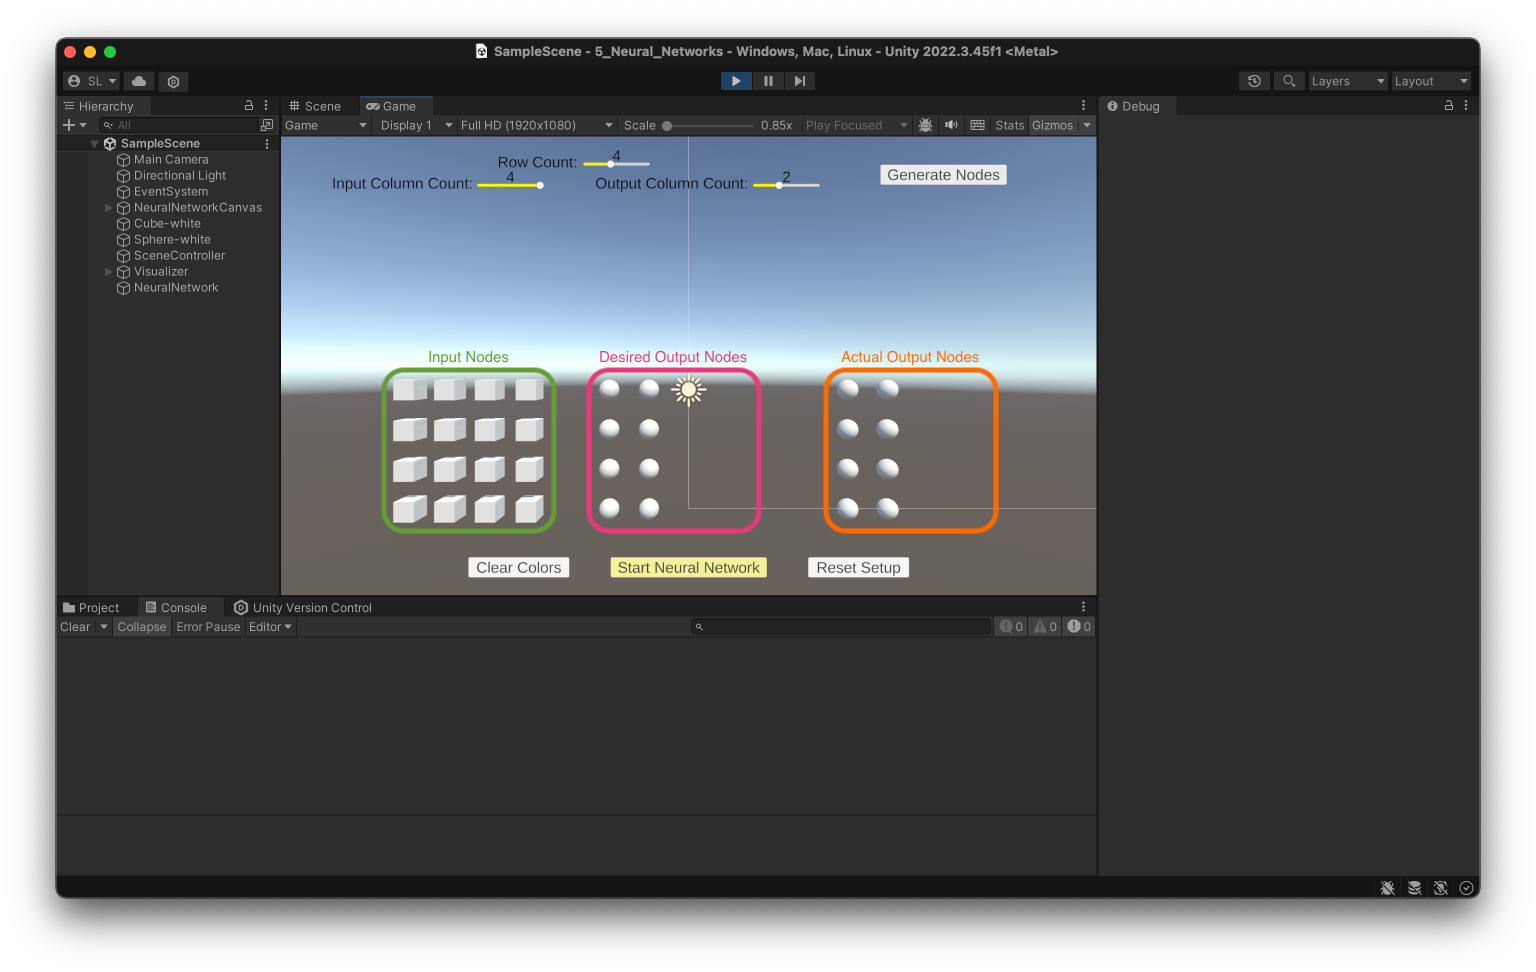 SampleScene - 5_Neural_Networks - Windows, Mac, Linux - Unity 2022.3.45f1 <Metal>
SL
Layers
Layout
Hierarchy
Scene
Game
Debug
All
Game
Display 1
Full HD (1920x1080)
Scale
0.85x
Play Focused
Stats
Gizmos
SampleScene
Main Camera
Directional Light
EventSystem
NeuralNetworkCanvas
Cube-white
Sphere-white
SceneController
Visualizer
NeuralNetwork
Row Count: 4
Input Column Count: 4
Output Column Count: 2
Generate Nodes
Input Nodes
Desired Output Nodes
Actual Output Nodes
Clear Colors
Start Neural Network
Reset Setup
Project
Console
Unity Version Control
Clear
Collapse
Error Pause
Editor
0
0
0